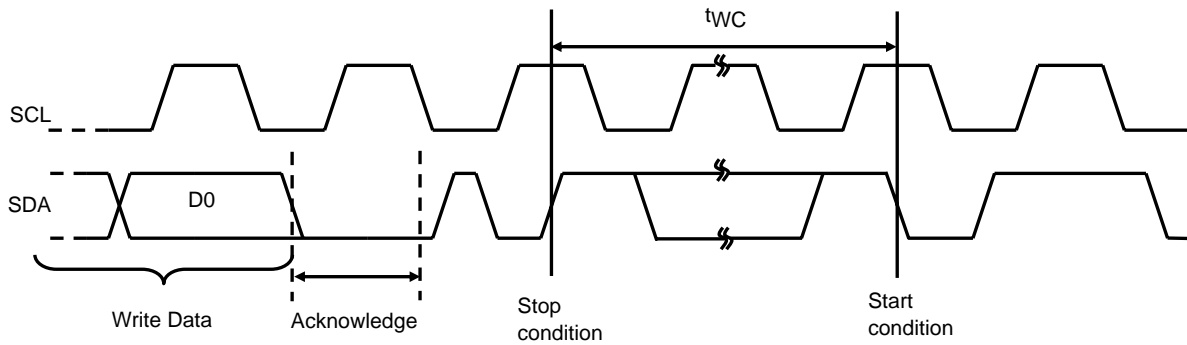 tWC
SCL
SDA
D0
Write Data
Acknowledge
Stop
condition
Start
condition